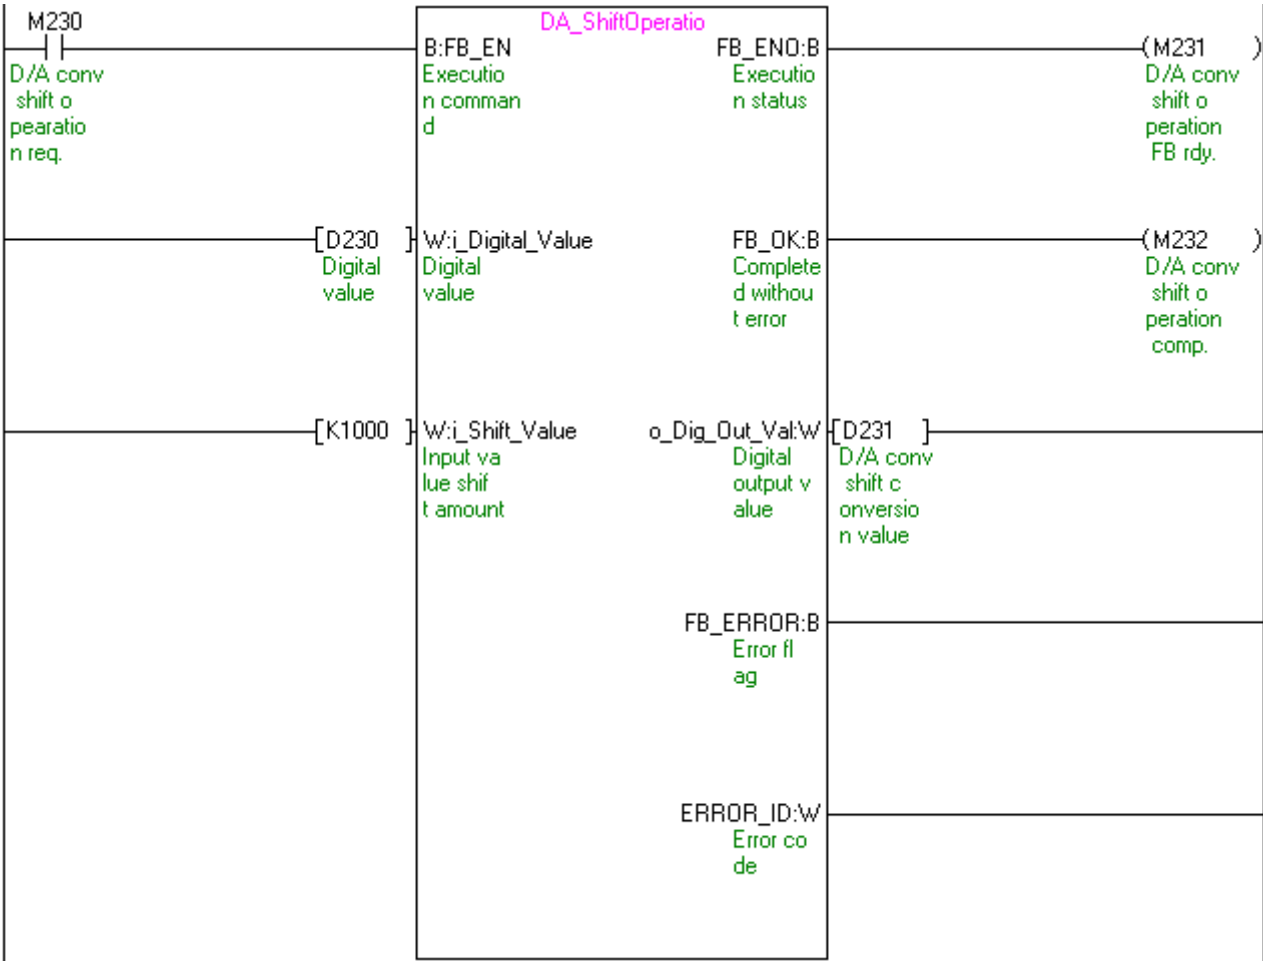 M230
DA_ShiftOperatio
B:FB_EN
FB_ENO:B
(M231 )
D/A conv
shift o
pearatio
n req.
Executio
n comman
d
Executio
n status
D/A conv
shift o
peration
FB rdy.
[D230 ]
W:i_Digital_Value
FB_OK:B
(M232 )
Digital
value
Digital
value
Complete
d withou
t error
D/A conv
shift o
peration
comp.
[K1000 ]
W:i_Shift_Value
o_Dig_Out_Val:W
[D231 ]
Input va
lue shif
t amount
Digital
output v
alue
D/A conv
shift c
onversio
n value
FB_ERROR:B
Error fl
ag
ERROR_ID:W
Error co
de